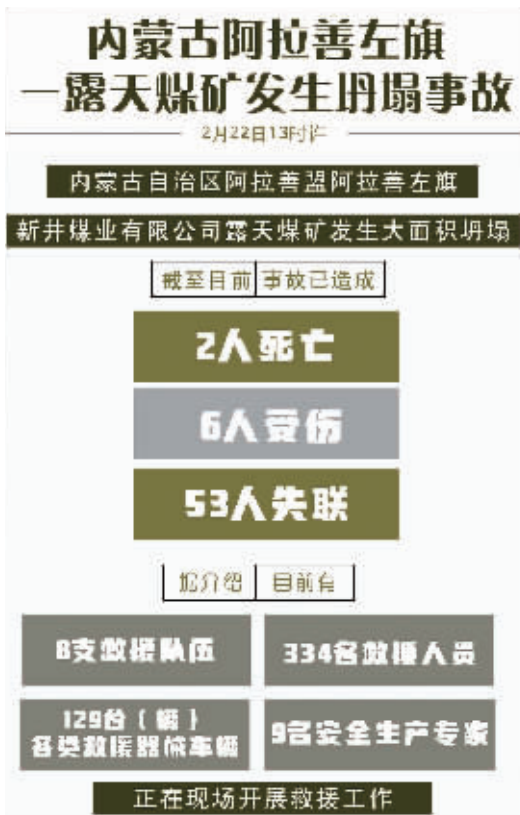 内蒙古阿拉善左旗
一露天煤矿发生坍塌事故
2月22日13时许
内蒙古自治区阿拉善盟阿拉善左旗
新井煤业有限公司露天煤矿发生大面积坍塌
截至目前 事故已造成
2人死亡
6人受伤
53人失联
据介绍 目前有
8支救援队伍
334名救援人员
129台(辆)
各类救援器械车辆
9名安全生产专家
正在现场开展救援工作